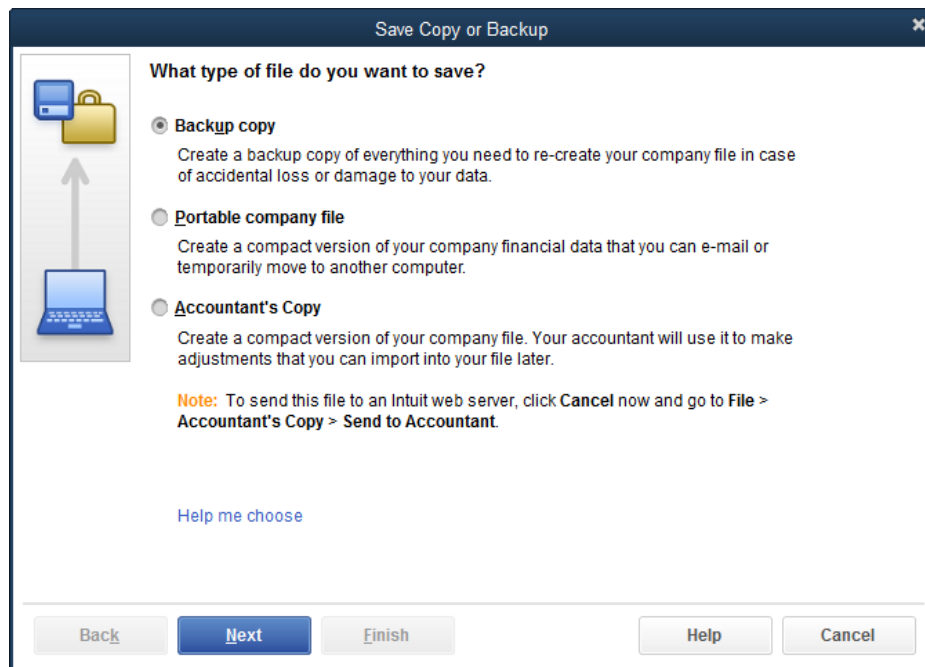 Save Copy or Backup
What type of file do you want to save?
Backup copy
Create a backup copy of everything you need to re-create your company file in case
of accidental loss or damage to your data.
Portable company file
Create a compact version of your company financial data that you can e-mail or
temporarily move to another computer.
Accountant's Copy
Create a compact version of your company file. Your accountant will use it to make
adjustments that you can import into your file later.
Note: To send this file to an Intuit web server, click Cancel now and go to File >
Accountant's Copy > Send to Accountant.
Help me choose
Back Next Finish Help Cancel